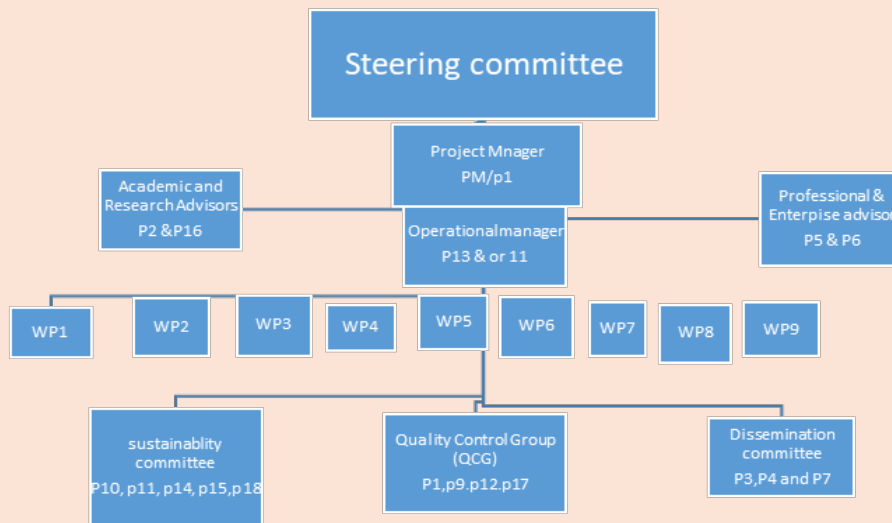 Steering committee
Project Mnager
PM/p1
Academic and
Research Advisors
P2 &P16
Professional &
Enterpise advisor
P5 & P6
Operationalmanager
P13 & or 11
WP1
WP2
WP3
WP4
WP5
WP6
WP7
WP8
WP9
sustainablity
committee
P10, p11, p14, p15,p18
Quality Control Group
(QCG)
P1,p9.p12.p17
Dissemination
committee
P3,P4 and P7